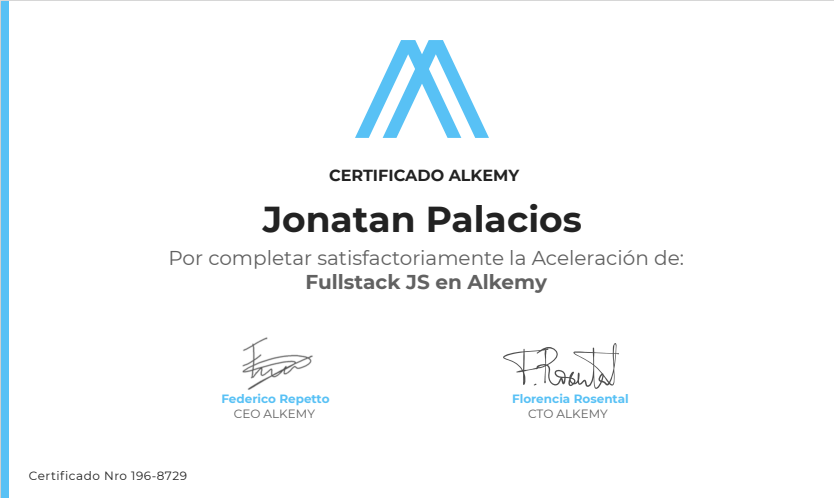 CERTIFICADO ALKEMY
Jonatan Palacios
Por completar satisfactoriamente la Aceleración de:
Fullstack JS en Alkemy
F. Rosental
Federico Repetto
Florencia Rosental
CEO ALKEMY
CTO ALKEMY
Certificado Nro 196-8729